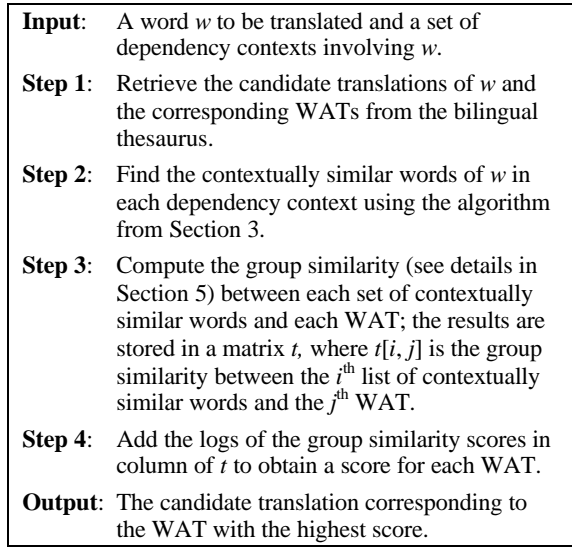 Input: A word w to be translated and a set of
dependency contexts involving w.
Step 1: Retrieve the candidate translations of w and
the corresponding WATs from the bilingual
thesaurus.
Step 2: Find the contextually similar words of w in
each dependency context using the algorithm
from Section 3.
Step 3: Compute the group similarity (see details in
Section 5) between each set of contextually
similar words and each WAT; the results are
stored in a matrix t, where t[i, j] is the group
similarity between the iᵗʰ list of contextually
similar words and the jᵗʰ WAT.
Step 4: Add the logs of the group similarity scores in
column of t to obtain a score for each WAT.
Output: The candidate translation corresponding to
the WAT with the highest score.